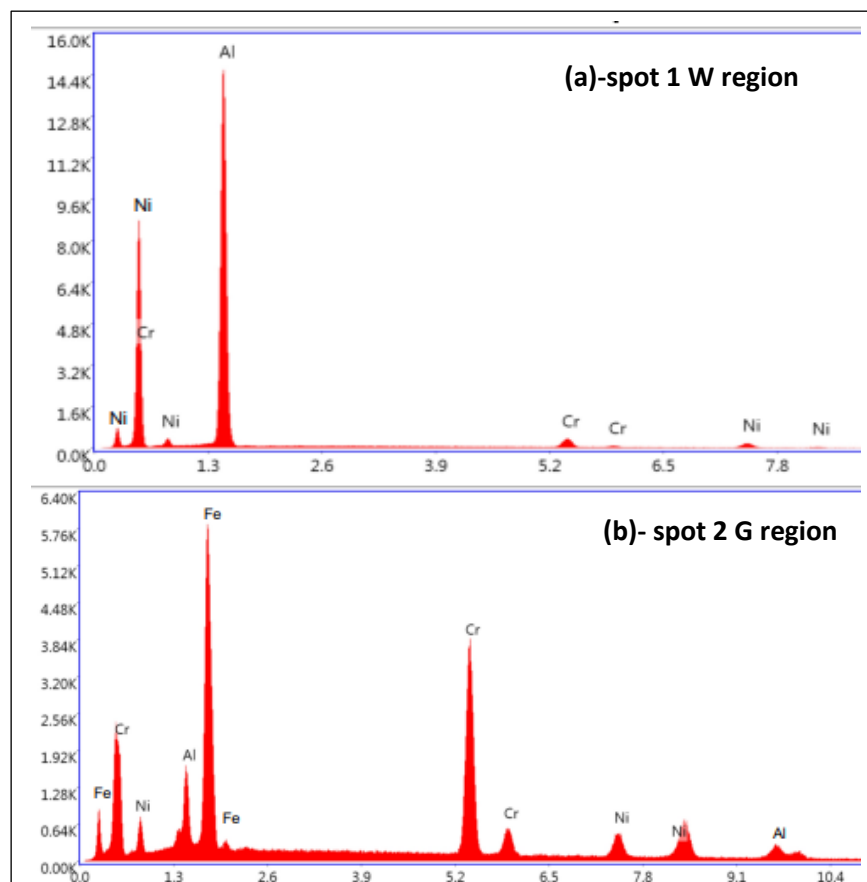 16.0K
Al
(a)-spot 1 W region
14.4K
12.8K
11.2K
9.6K
Ni
8.0K
6.4K
4.8K
Cr
3.2K
1.6K
Ni
Ni
Cr
Cr
Ni
Ni
0.0K
0.0 1.3 2.6 3.9 5.2 6.5 7.8
6.40K
Fe
(b)- spot 2 G region
5.76K
5.12K
4.48K
3.84K
Cr
3.20K
2.56K
Cr
1.92K
Al
1.28K
Fe
Ni
Fe
Cr
Ni
Ni
Al
0.64K
0.00K
0.0 1.3 2.6 3.9 5.2 6.5 7.8 9.1 10.4